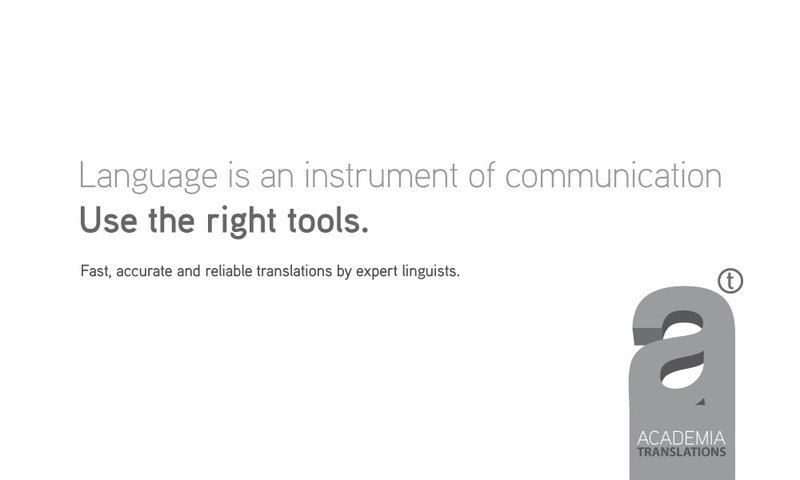 Language is an instrument of communication
Use the right tools.
Fast, accurate and reliable translations by expert linguists.
t
a
ACADEMIA
TRANSLATIONS